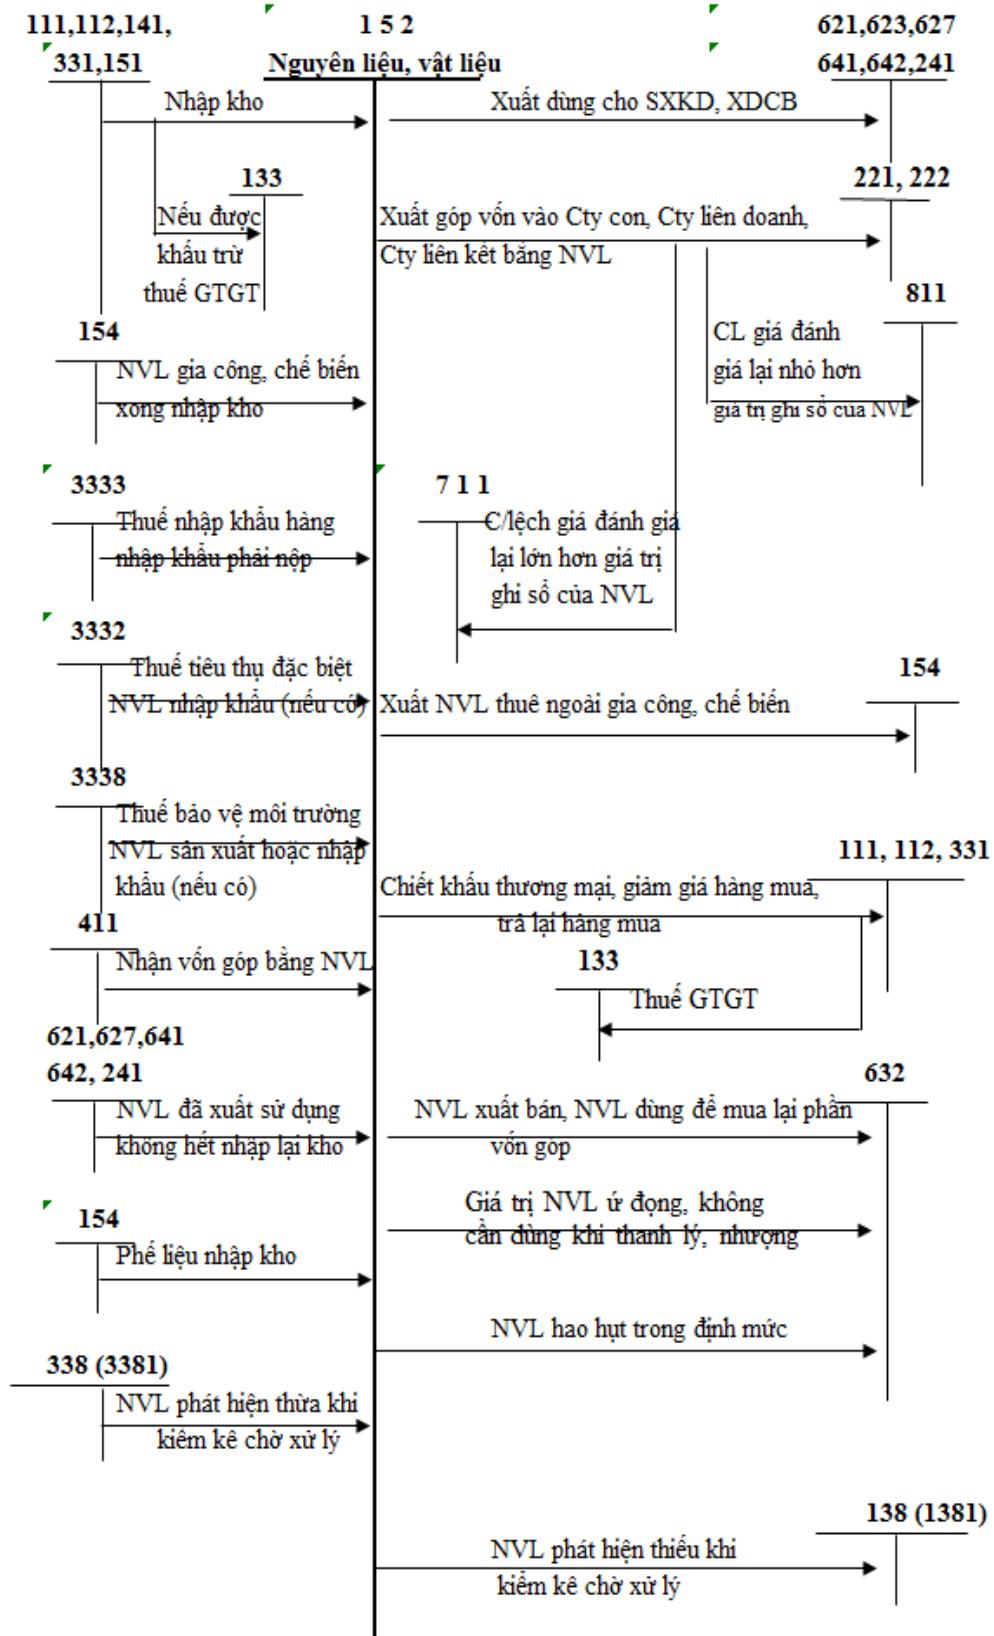 111,112,141,
331,151
1 5 2
Nguyên liệu, vật liệu
621,623,627
641,642,241
Nhập kho
Xuất dùng cho SXKD, XDCB
133
Nếu được
khấu trừ
thuế GTGT
221, 222
Xuất góp vốn vào Cty con, Cty liên doanh,
Cty liên kết bằng NVL
811
CL giá đánh
giá lại nhỏ hơn
giá trị ghi sổ của NVL
154
NVL gia công, chế biến
xong nhập kho
3333
Thuế nhập khẩu hàng
nhập khẩu phải nộp
7 1 1
C/lệch giá đánh giá
lại lớn hơn giá trị
ghi sổ của NVL
3332
Thuế tiêu thụ đặc biệt
NVL nhập khẩu (nếu có)
154
Xuất NVL thuê ngoài gia công, chế biến
3338
Thuế bảo vệ môi trường
NVL sản xuất hoặc nhập
khẩu (nếu có)
111, 112, 331
Chiết khấu thương mại, giảm giá hàng mua,
trả lại hàng mua
411
Nhận vốn góp bằng NVL
133
Thuế GTGT
621,627,641
642, 241
NVL đã xuất sử dụng
không hết nhập lại kho
632
NVL xuất bán, NVL dùng để mua lại phần
vốn góp
Giá trị NVL ứ đọng, không
cần dùng khi thanh lý, nhượng
154
Phế liệu nhập kho
NVL hao hụt trong định mức
338 (3381)
NVL phát hiện thừa khi
kiểm kê chờ xử lý
138 (1381)
NVL phát hiện thiếu khi
kiểm kê chờ xử lý